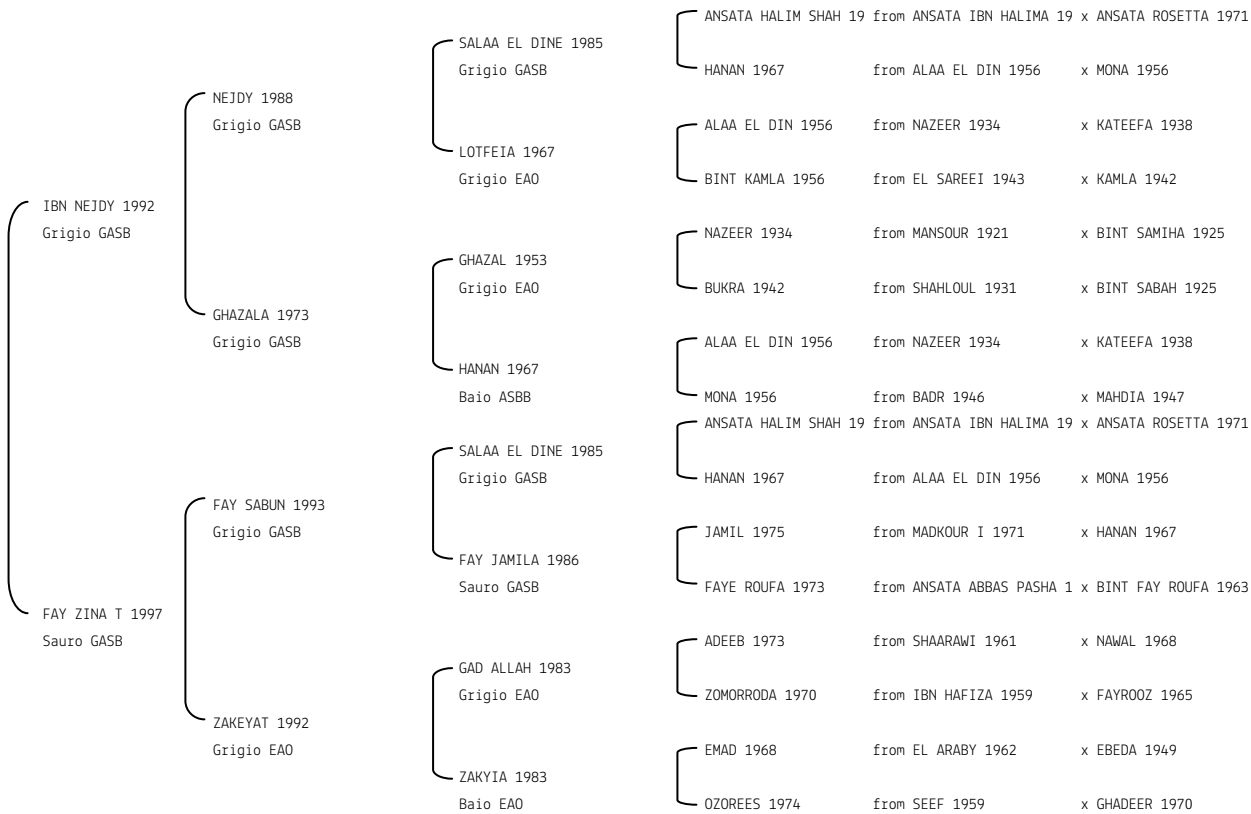 ANSATA HALIM SHAH 19 from ANSATA IBN HALIMA 19 x ANSATA ROSETTA 1971
SALAA EL DINE 1985
Grigio GASB
HANAN 1967 from ALAA EL DIN 1956 x MONA 1956
NEJDY 1988
Grigio GASB
ALAA EL DIN 1956 from NAZEER 1934 x KATEEFA 1938
LOTFEIA 1967
Grigio EAO
BINT KAMLA 1956 from EL SAREEI 1943 x KAMLA 1942
IBN NEJDY 1992
Grigio GASB
NAZEER 1934 from MANSOUR 1921 x BINT SAMIHA 1925
GHAZAL 1953
Grigio EAO
BUKRA 1942 from SHAHLOUL 1931 x BINT SABAH 1925
GHAZALA 1973
Grigio GASB
ALAA EL DIN 1956 from NAZEER 1934 x KATEEFA 1938
HANAN 1967
Baio ASBB
MONA 1956 from BADR 1946 x MAHDIA 1947
ANSATA HALIM SHAH 19 from ANSATA IBN HALIMA 19 x ANSATA ROSETTA 1971
SALAA EL DINE 1985
Grigio GASB
HANAN 1967 from ALAA EL DIN 1956 x MONA 1956
FAY SABUN 1993
Grigio GASB
JAMIL 1975 from MADKOUR I 1971 x HANAN 1967
FAY JAMILA 1986
Sauro GASB
FAYE ROUFA 1973 from ANSATA ABBAS PASHA 1 x BINT FAY ROUFA 1963
FAY ZINA T 1997
Sauro GASB
ADEEB 1973 from SHAARAWI 1961 x NAWAL 1968
GAD ALLAH 1983
Grigio EAO
ZOMORRODA 1970 from IBN HAFIZA 1959 x FAYROOZ 1965
ZAKEYAT 1992
Grigio EAO
EMAD 1968 from EL ARABY 1962 x EBEDA 1949
ZAKYIA 1983
Baio EAO
OZOREES 1974 from SEEF 1959 x GHADEER 1970